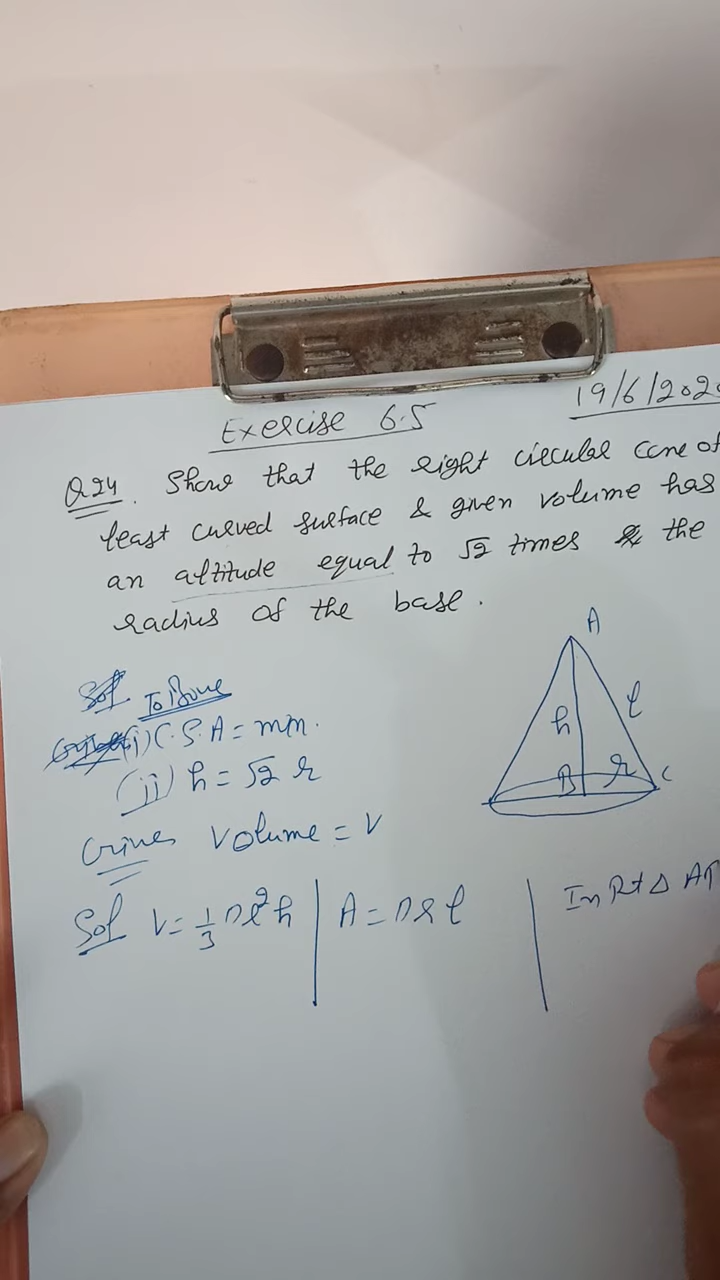 Exercise 6.5
19/6/202
Q.24. Show that the right circular cone of
least curved surface & given volume has
an altitude equal to √2 times the
radius of the base.
Sol To Prove
(i) C.S.A = min.
(ii) h = √2 r
Given Volume = V
A
h
l
B
r
C
Sol V = 1/3 πr²h | A = πrl | In Rt Δ A